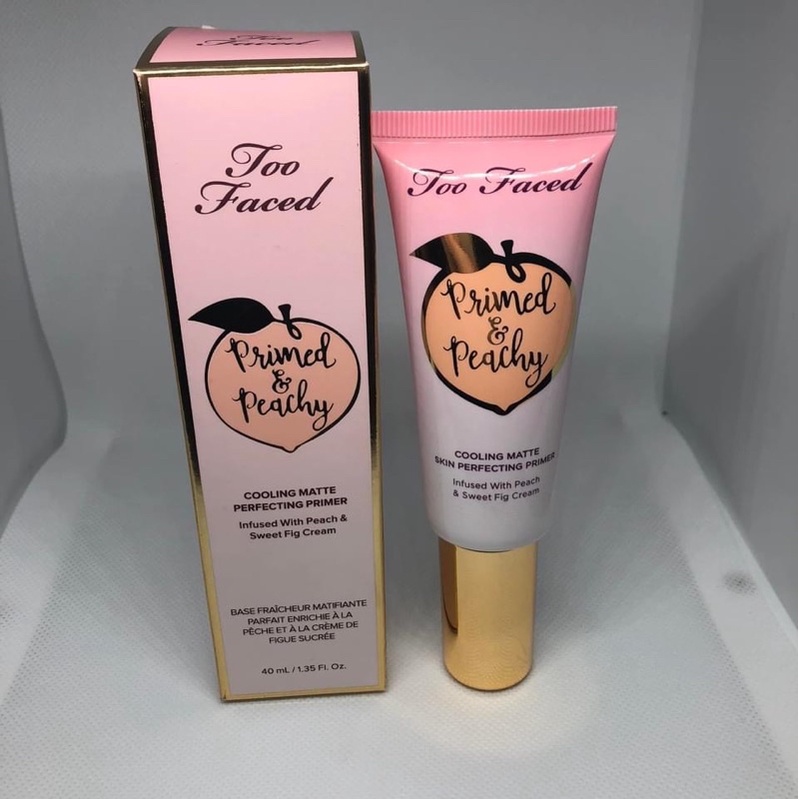 Too
Faced
Too
Faced
Primed
&
Peachy
COOLING MATTE
PERFECTING PRIMER
Infused With Peach &
Sweet Fig Cream
BASE FRAÎCHEUR MATIFIANTE
PARFAIT ENRICHIE À LA
PÊCHE ET À LA CRÈME DE
FIGUE SUCRÉE
40 mL / 1.35 Fl. Oz.
Too Faced
Primed
&
Peachy
COOLING MATTE
SKIN PERFECTING PRIMER
Infused With Peach
& Sweet Fig Cream